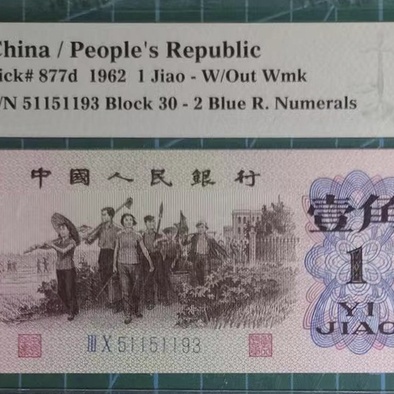 China / People's Republic
ick# 877d 1962 1 Jiao - W/Out Wmk
/N 51151193 Block 30 - 2 Blue R. Numerals
中國人民銀行
壹角
1
YI
JIAO
III X 51151193